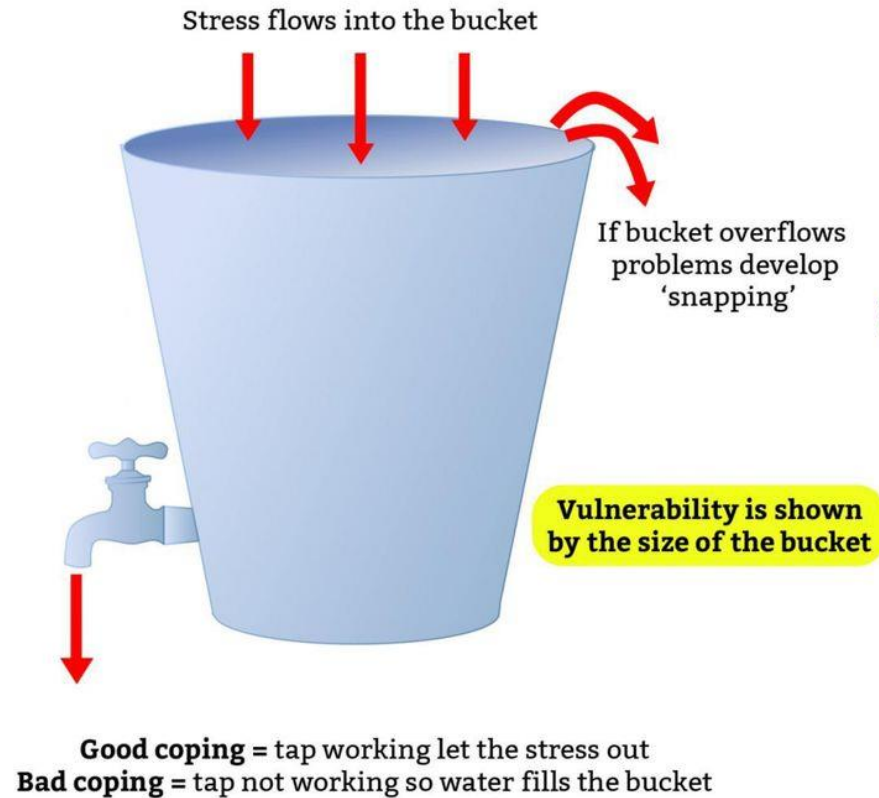 Stress flows into the bucket
If bucket overflows
problems develop
‘snapping’
Vulnerability is shown
by the size of the bucket
Good coping = tap working let the stress out
Bad coping = tap not working so water fills the bucket